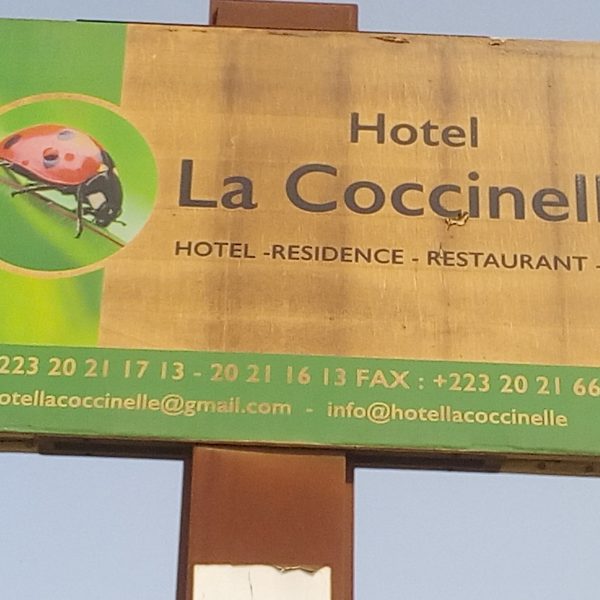 Hotel
La Coccinell
HOTEL -RESIDENCE - RESTAURANT -
223 20 21 17 13 - 20 21 16 13 FAX : +223 20 21 66
otellacoccinelle@gmail.com - info@hotellacoccinelle